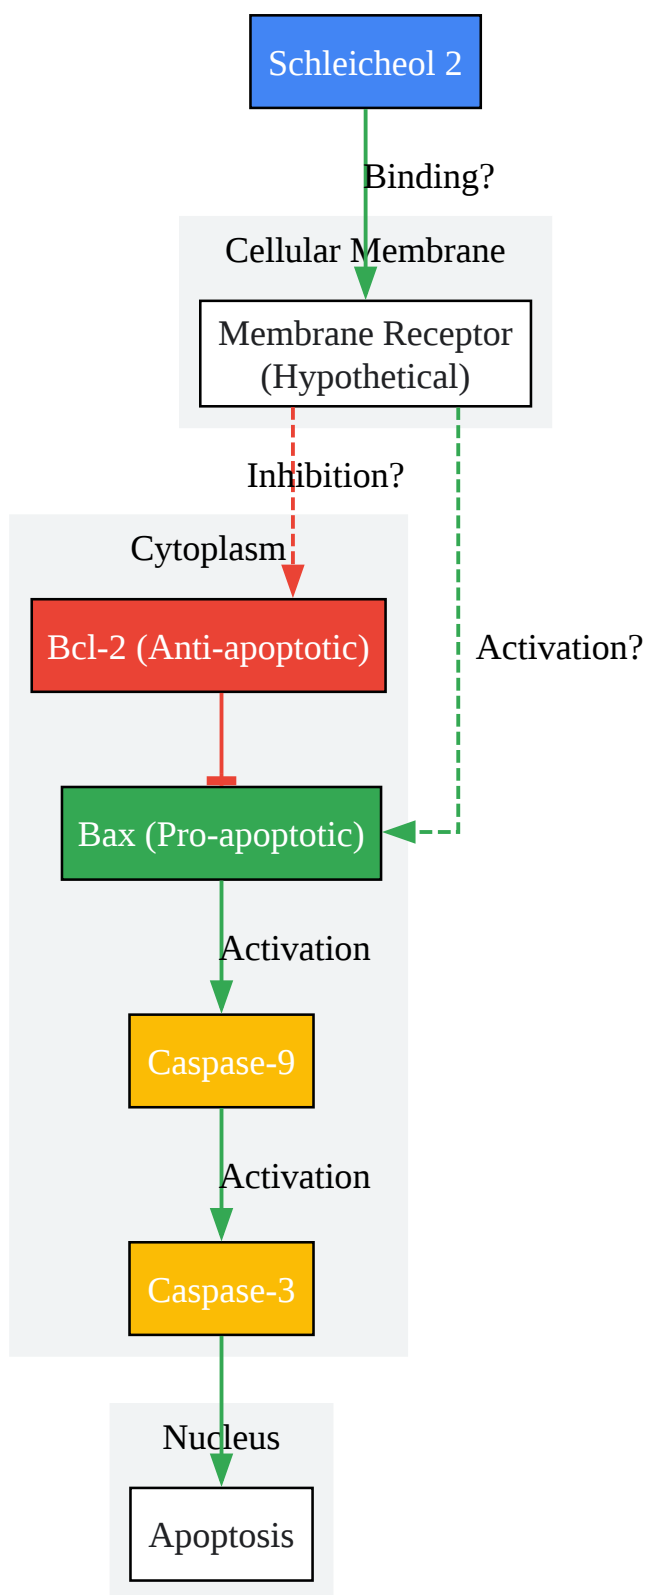 Schleicheol 2
Binding?
Cellular Membrane
Membrane Receptor
(Hypothetical)
Inhibition?
Cytoplasm
Bcl-2 (Anti-apoptotic)
Activation?
Bax (Pro-apoptotic)
Activation
Caspase-9
Activation
Caspase-3
Nucleus
Apoptosis